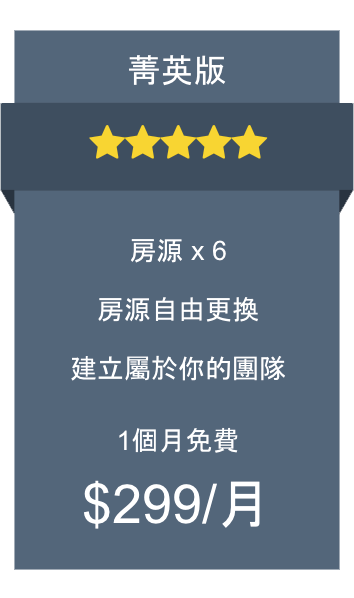 菁英版
房源 x 6
房源自由更換
建立屬於你的團隊
1個月免費
$299/月